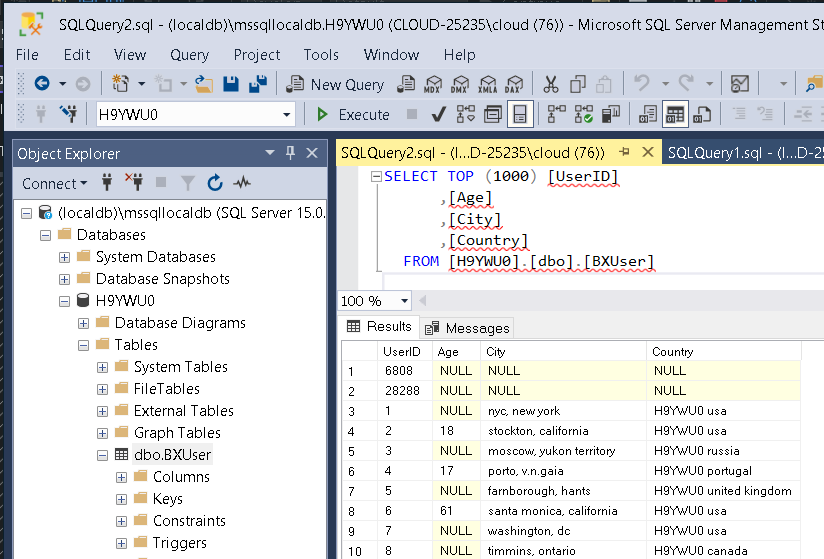 SQLQuery2.sql - (localdb)\mssqllocaldb.H9YWU0 (CLOUD-25235\cloud (76)) - Microsoft SQL Server Management St
File Edit View Query Project Tools Window Help
New Query MDX DMX XMLA DAX
H9YWU0 Execute
Object Explorer
Connect
(localdb)\mssqllocaldb (SQL Server 15.0.
Databases
System Databases
Database Snapshots
H9YWU0
Database Diagrams
Tables
System Tables
FileTables
External Tables
Graph Tables
dbo.BXUser
Columns
Keys
Constraints
Triggers
SQLQuery2.sql - (l...D-25235\cloud (76)) SQLQuery1.sql - (l...D-25
SELECT TOP (1000) [UserID]
,[Age]
,[City]
,[Country]
FROM [H9YWU0].[dbo].[BXUser]
100 %
Results Messages
UserID Age City Country
1 6808 NULL NULL NULL
2 28288 NULL NULL NULL
3 1 NULL nyc, new york H9YWU0 usa
4 2 18 stockton, california H9YWU0 usa
5 3 NULL moscow, yukon territory H9YWU0 russia
6 4 17 porto, v.n.gaia H9YWU0 portugal
7 5 NULL farnborough, hants H9YWU0 united kingdom
8 6 61 santa monica, california H9YWU0 usa
9 7 NULL washington, dc H9YWU0 usa
10 8 NULL timmins, ontario H9YWU0 canada